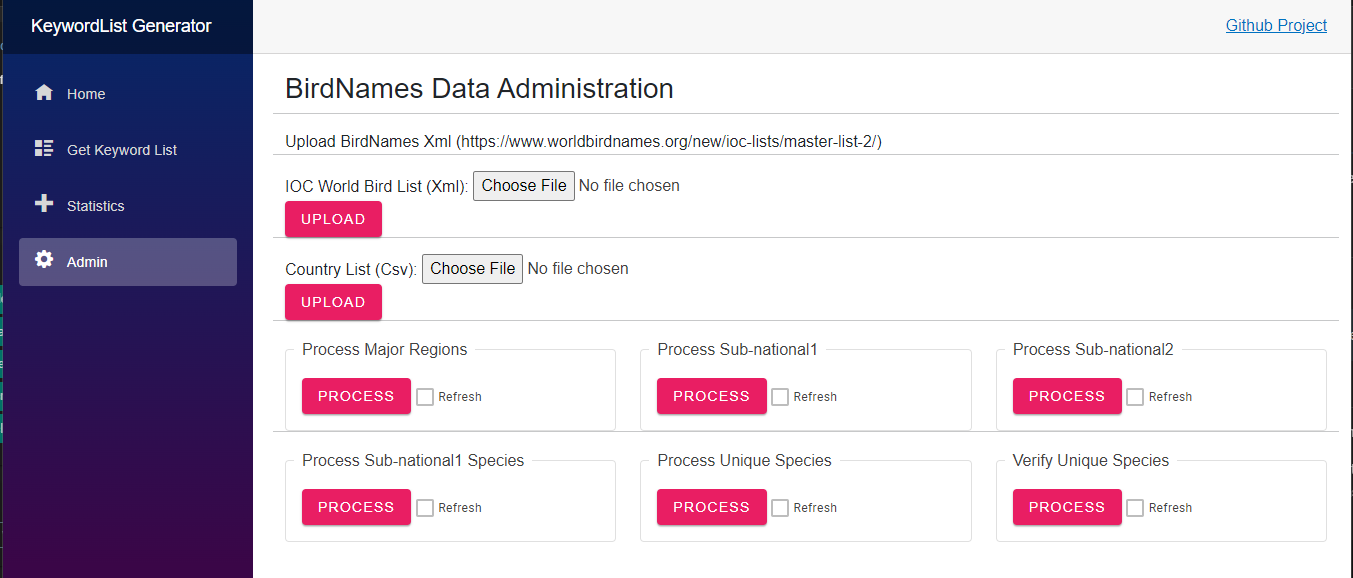 KeywordList Generator
Github Project
Home
Get Keyword List
Statistics
Admin
BirdNames Data Administration
Upload BirdNames Xml (https://www.worldbirdnames.org/new/ioc-lists/master-list-2/)
IOC World Bird List (Xml): Choose File No file chosen
UPLOAD
Country List (Csv): Choose File No file chosen
UPLOAD
Process Major Regions
PROCESS Refresh
Process Sub-national1
PROCESS Refresh
Process Sub-national2
PROCESS Refresh
Process Sub-national1 Species
PROCESS Refresh
Process Unique Species
PROCESS Refresh
Verify Unique Species
PROCESS Refresh